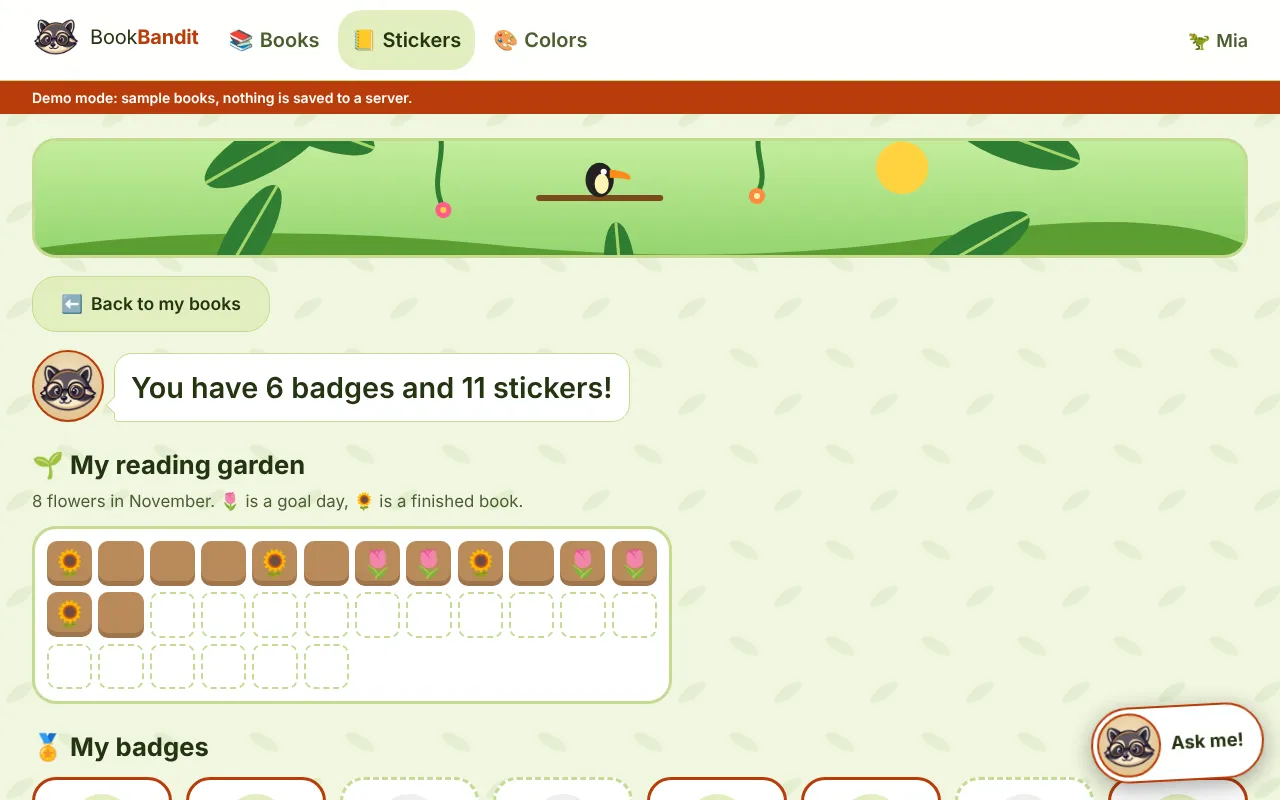 BookBandit
Books
Stickers
Colors
Mia
Demo mode: sample books, nothing is saved to a server.
Back to my books
You have 6 badges and 11 stickers!
My reading garden
8 flowers in November. 🌷 is a goal day, 🌻 is a finished book.
My badges
Ask me!